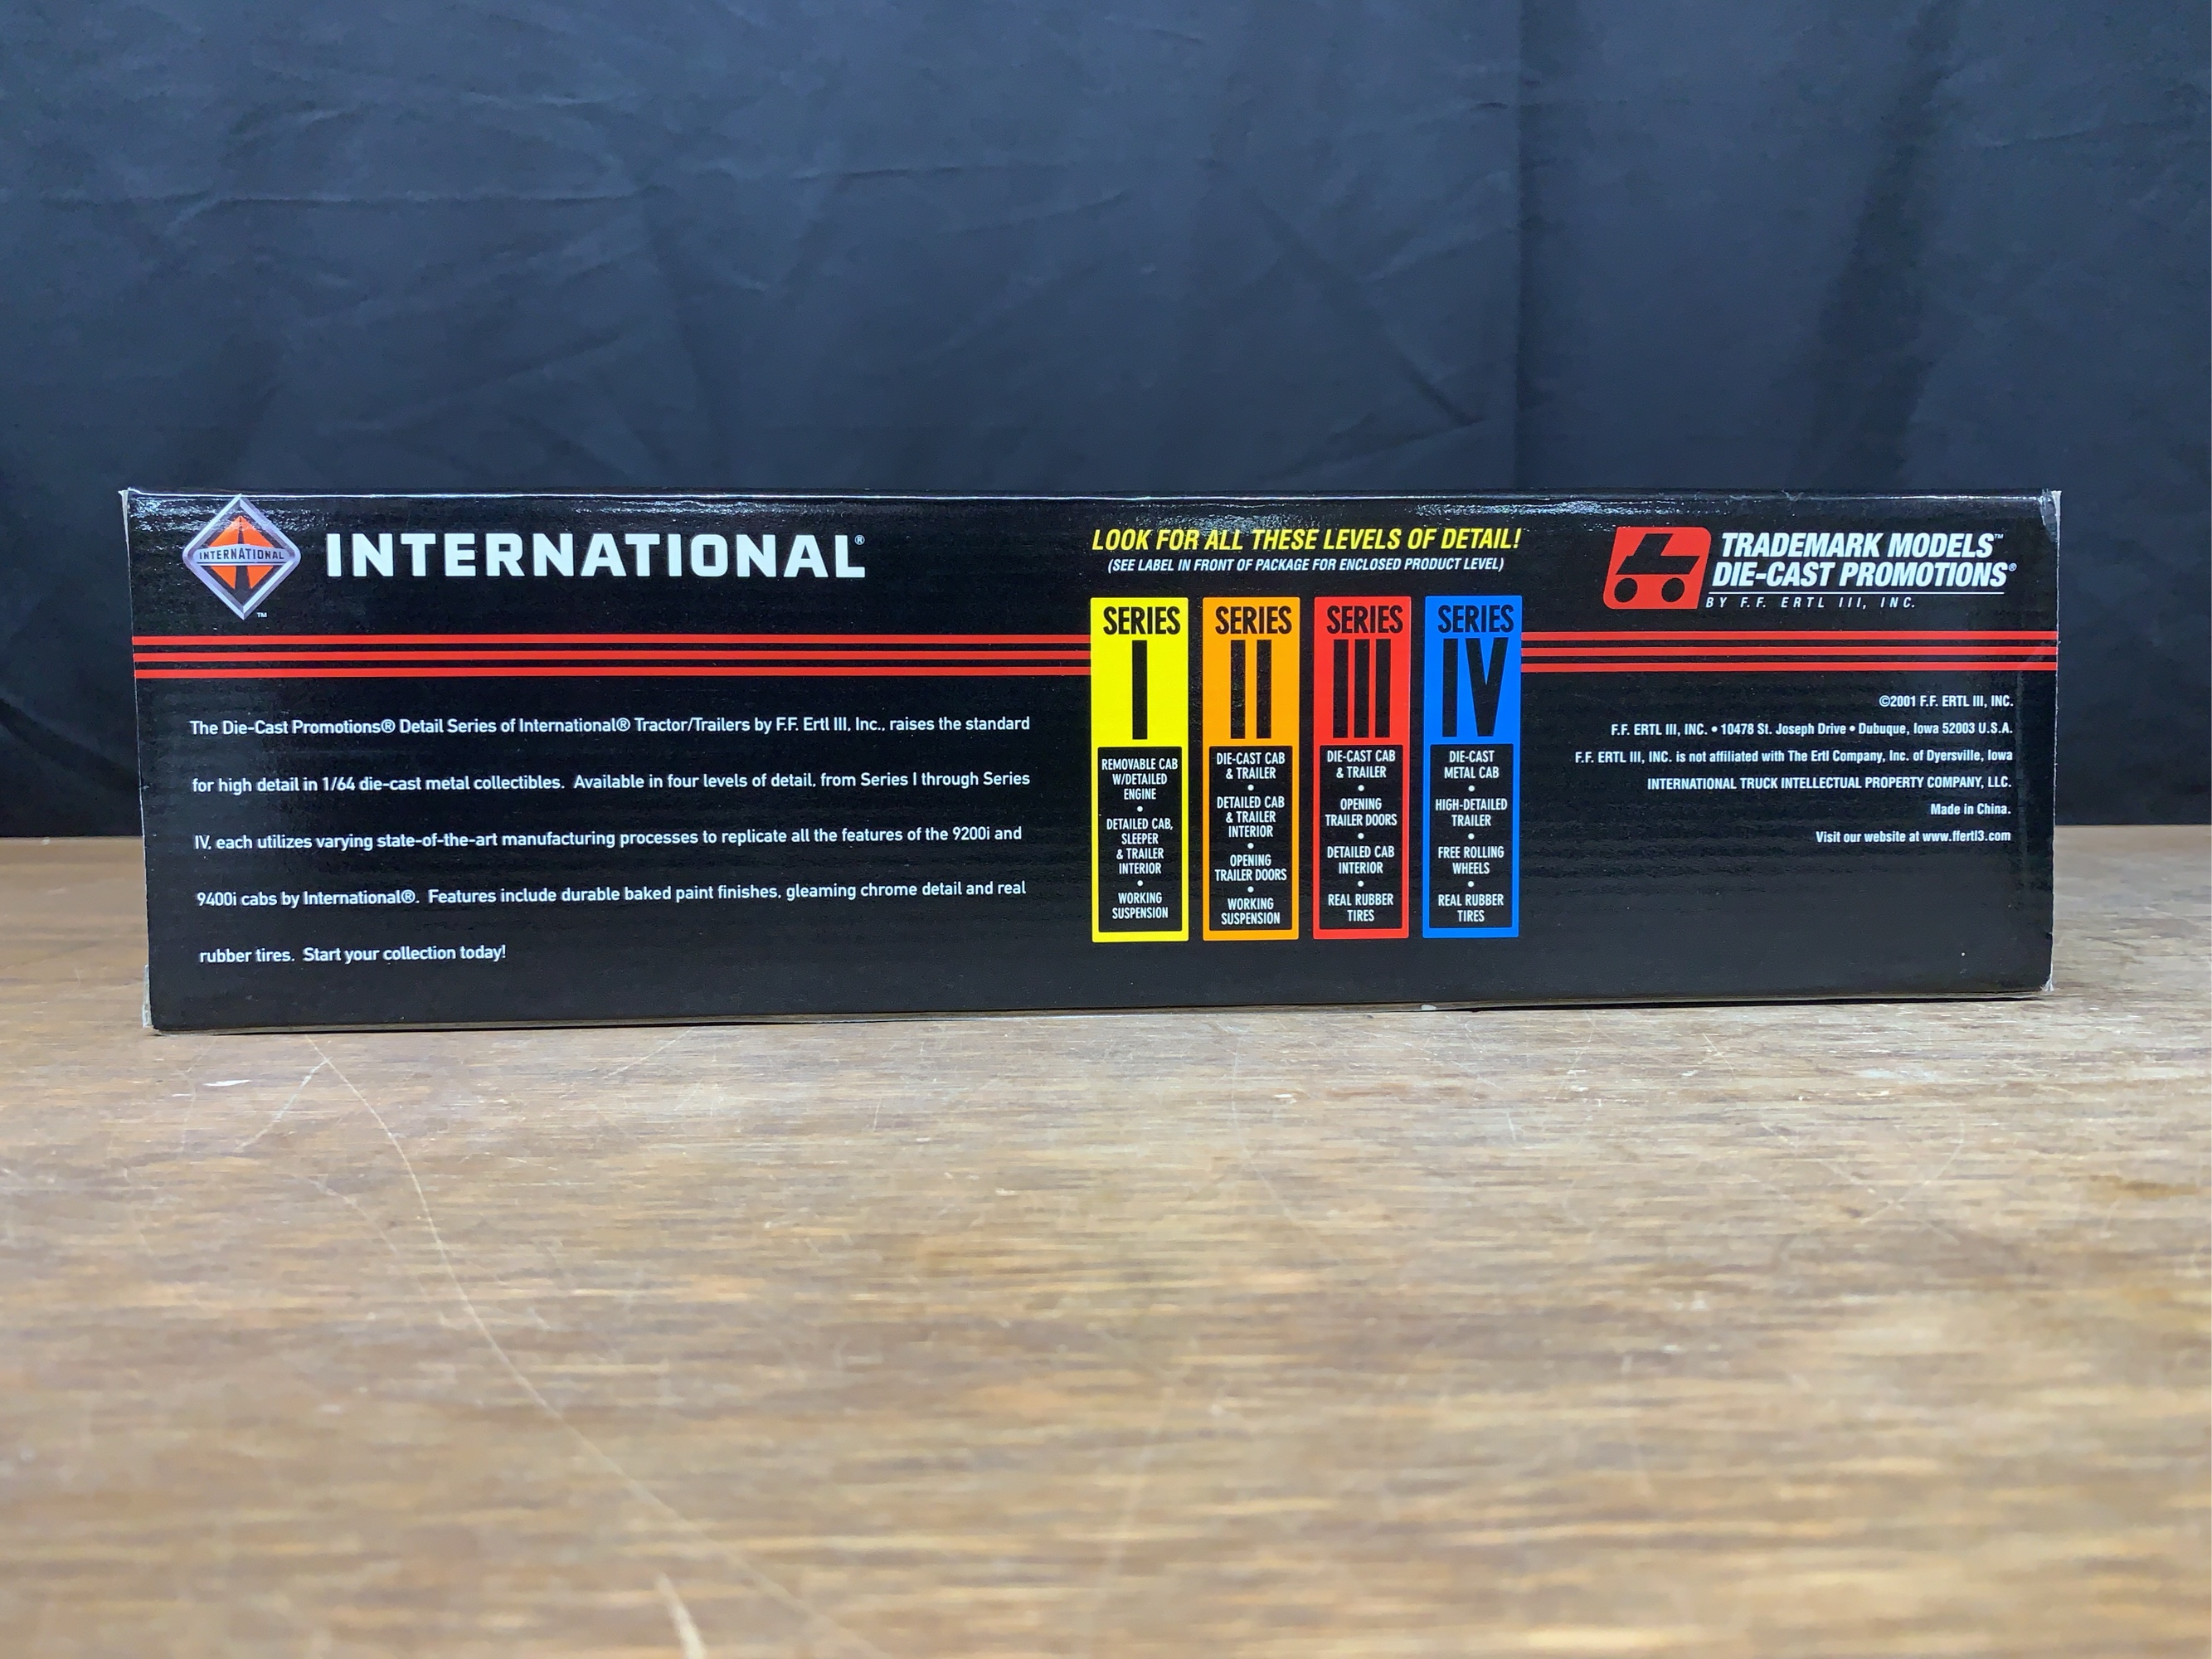 INTERNATIONAL
™
INTERNATIONAL®
The Die-Cast Promotions® Detail Series of International® Tractor/Trailers by F.F. Ertl III, Inc., raises the standard
for high detail in 1/64 die-cast metal collectibles. Available in four levels of detail, from Series I through Series
IV, each utilizes varying state-of-the-art manufacturing processes to replicate all the features of the 9200i and
9400i cabs by International®. Features include durable baked paint finishes, gleaming chrome detail and real
rubber tires. Start your collection today!
LOOK FOR ALL THESE LEVELS OF DETAIL!
(SEE LABEL IN FRONT OF PACKAGE FOR ENCLOSED PRODUCT LEVEL)
SERIES
I
REMOVABLE CAB
W/DETAILED
ENGINE
•
DETAILED CAB,
SLEEPER
& TRAILER
INTERIOR
•
WORKING
SUSPENSION
SERIES
II
DIE-CAST CAB
& TRAILER
•
DETAILED CAB
& TRAILER
INTERIOR
•
OPENING
TRAILER DOORS
•
WORKING
SUSPENSION
SERIES
III
DIE-CAST CAB
& TRAILER
•
OPENING
TRAILER DOORS
•
DETAILED CAB
INTERIOR
•
REAL RUBBER
TIRES
SERIES
IV
DIE-CAST
METAL CAB
•
HIGH-DETAILED
TRAILER
•
FREE ROLLING
WHEELS
•
REAL RUBBER
TIRES
TRADEMARK MODELS™
DIE-CAST PROMOTIONS®
BY F.F. ERTL III, INC.
©2001 F.F. ERTL III, INC.
F.F. ERTL III, INC. • 10478 St. Joseph Drive • Dubuque, Iowa 52003 U.S.A.
F.F. ERTL III, INC. is not affiliated with The Ertl Company, Inc. of Dyersville, Iowa
INTERNATIONAL TRUCK INTELLECTUAL PROPERTY COMPANY, LLC.
Made in China.
Visit our website at www.ffertl3.com